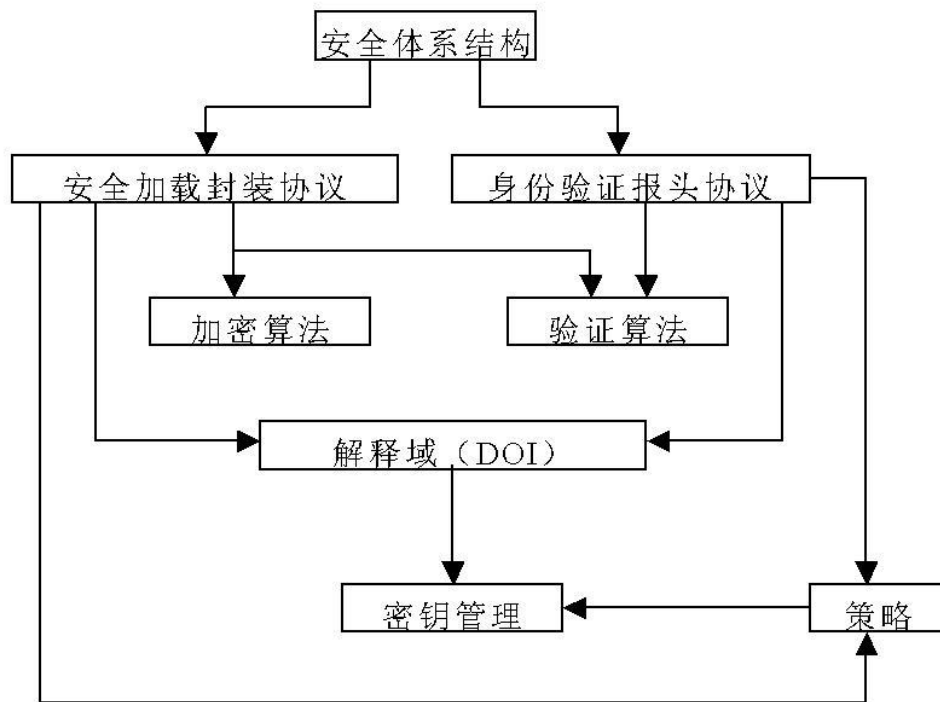 安全体系结构
安全加载封装协议
身份验证报头协议
加密算法
验证算法
解释域（DOI）
密钥管理
策略